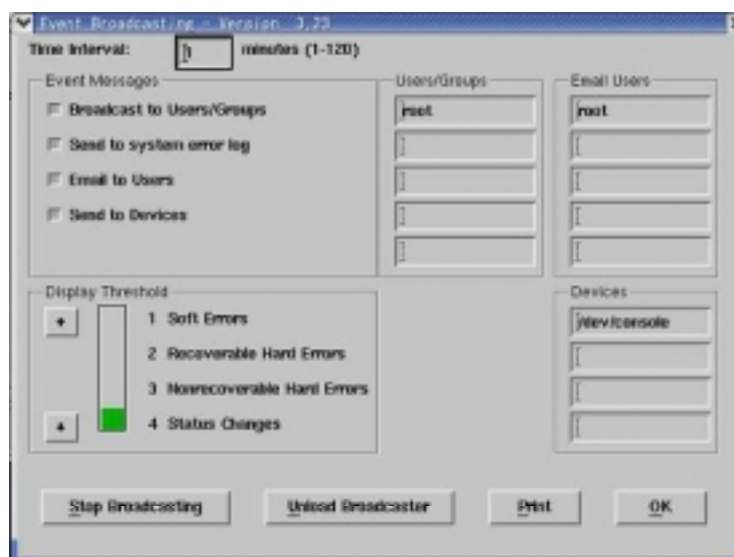 Event Broadcasting - Version 3.23
Time Interval: 1 minutes (1-120)
Event Messages
Broadcast to Users/Groups
Send to system error log
Email to Users
Send to Devices
Users/Groups
root
Email Users
root
Display Threshold
1 Soft Errors
2 Recoverable Hard Errors
3 Nonrecoverable Hard Errors
4 Status Changes
Devices
/dev/console
Stop Broadcasting
Unload Broadcaster
Print
OK